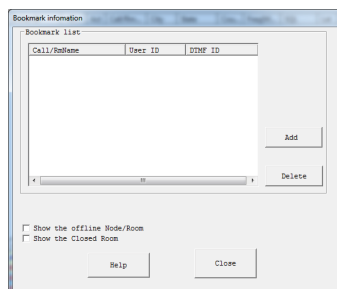 Bookmark infomation
Bookmark list
Call/RmName User ID DTMF ID
Add
Delete
Show the offline Node/Room
Show the Closed Room
Help Close